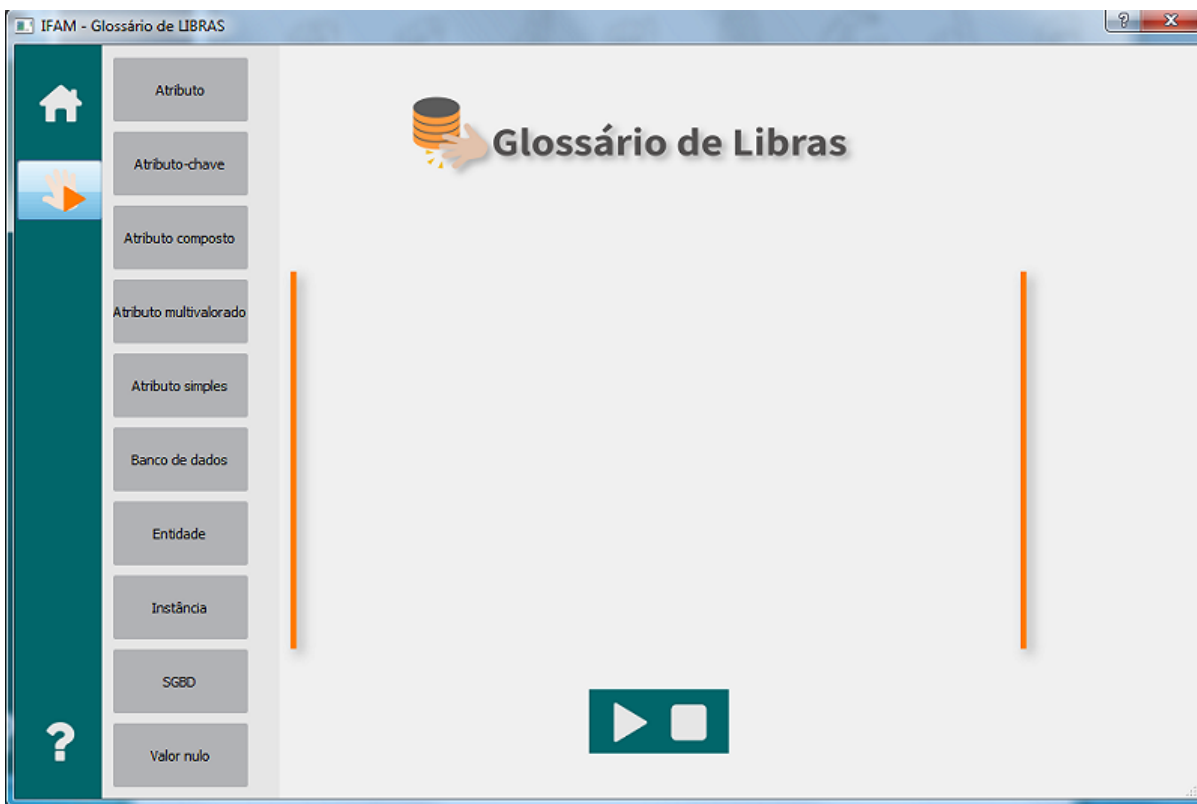 IFAM - Glossário de LIBRAS
Atributo
Atributo-chave
Atributo composto
Atributo multivalorado
Atributo simples
Banco de dados
Entidade
Instância
SGBD
Valor nulo
Glossário de Libras